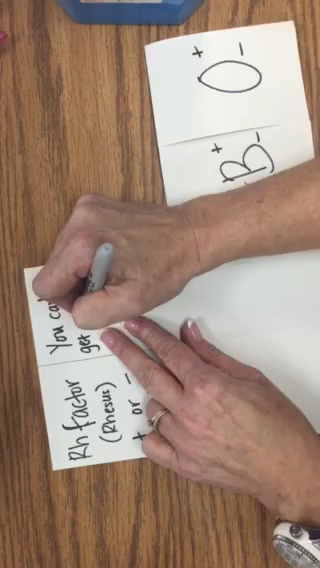 Rh factor
(Rhesus)
+ or -
You ca
get
B + -
O + -